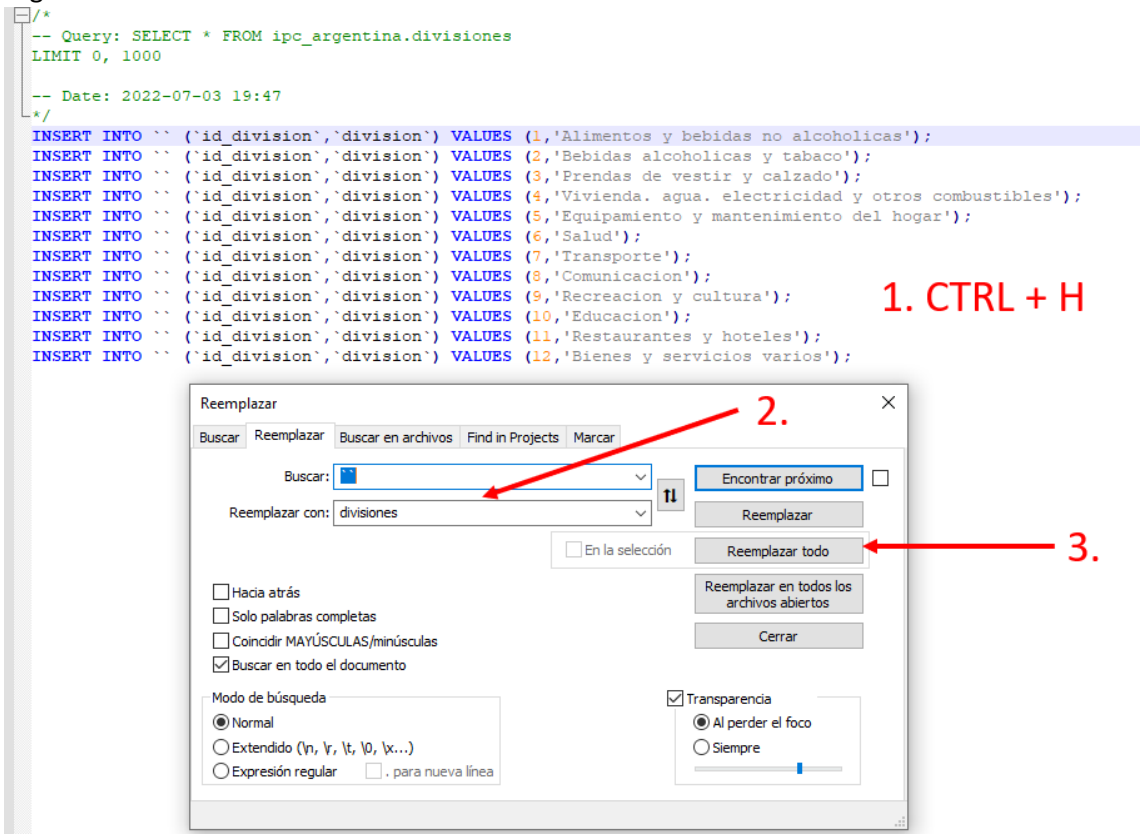 /*
-- Query: SELECT * FROM ipc_argentina.divisiones
LIMIT 0, 1000
-- Date: 2022-07-03 19:47
*/
INSERT INTO `` (`id_division`,`division`) VALUES (1,'Alimentos y bebidas no alcoholicas');
INSERT INTO `` (`id_division`,`division`) VALUES (2,'Bebidas alcoholicas y tabaco');
INSERT INTO `` (`id_division`,`division`) VALUES (3,'Prendas de vestir y calzado');
INSERT INTO `` (`id_division`,`division`) VALUES (4,'Vivienda. agua. electricidad y otros combustibles');
INSERT INTO `` (`id_division`,`division`) VALUES (5,'Equipamiento y mantenimiento del hogar');
INSERT INTO `` (`id_division`,`division`) VALUES (6,'Salud');
INSERT INTO `` (`id_division`,`division`) VALUES (7,'Transporte');
INSERT INTO `` (`id_division`,`division`) VALUES (8,'Comunicacion');
INSERT INTO `` (`id_division`,`division`) VALUES (9,'Recreacion y cultura');
INSERT INTO `` (`id_division`,`division`) VALUES (10,'Educacion');
INSERT INTO `` (`id_division`,`division`) VALUES (11,'Restaurantes y hoteles');
INSERT INTO `` (`id_division`,`division`) VALUES (12,'Bienes y servicios varios');
1. CTRL + H
Reemplazar
2.
Buscar Reemplazar Buscar en archivos Find in Projects Marcar
Buscar: `` Encontrar próximo
Reemplazar con: divisiones Reemplazar
En la selección Reemplazar todo
3.
Reemplazar en todos los
archivos abiertos
Cerrar
Hacia atrás
Solo palabras completas
Coincidir MAYÚSCULAS/minúsculas
Buscar en todo el documento
Modo de búsqueda
Normal
Extendido (\n, \r, \t, \0, \x...)
Expresión regular . para nueva línea
Transparencia
Al perder el foco
Siempre